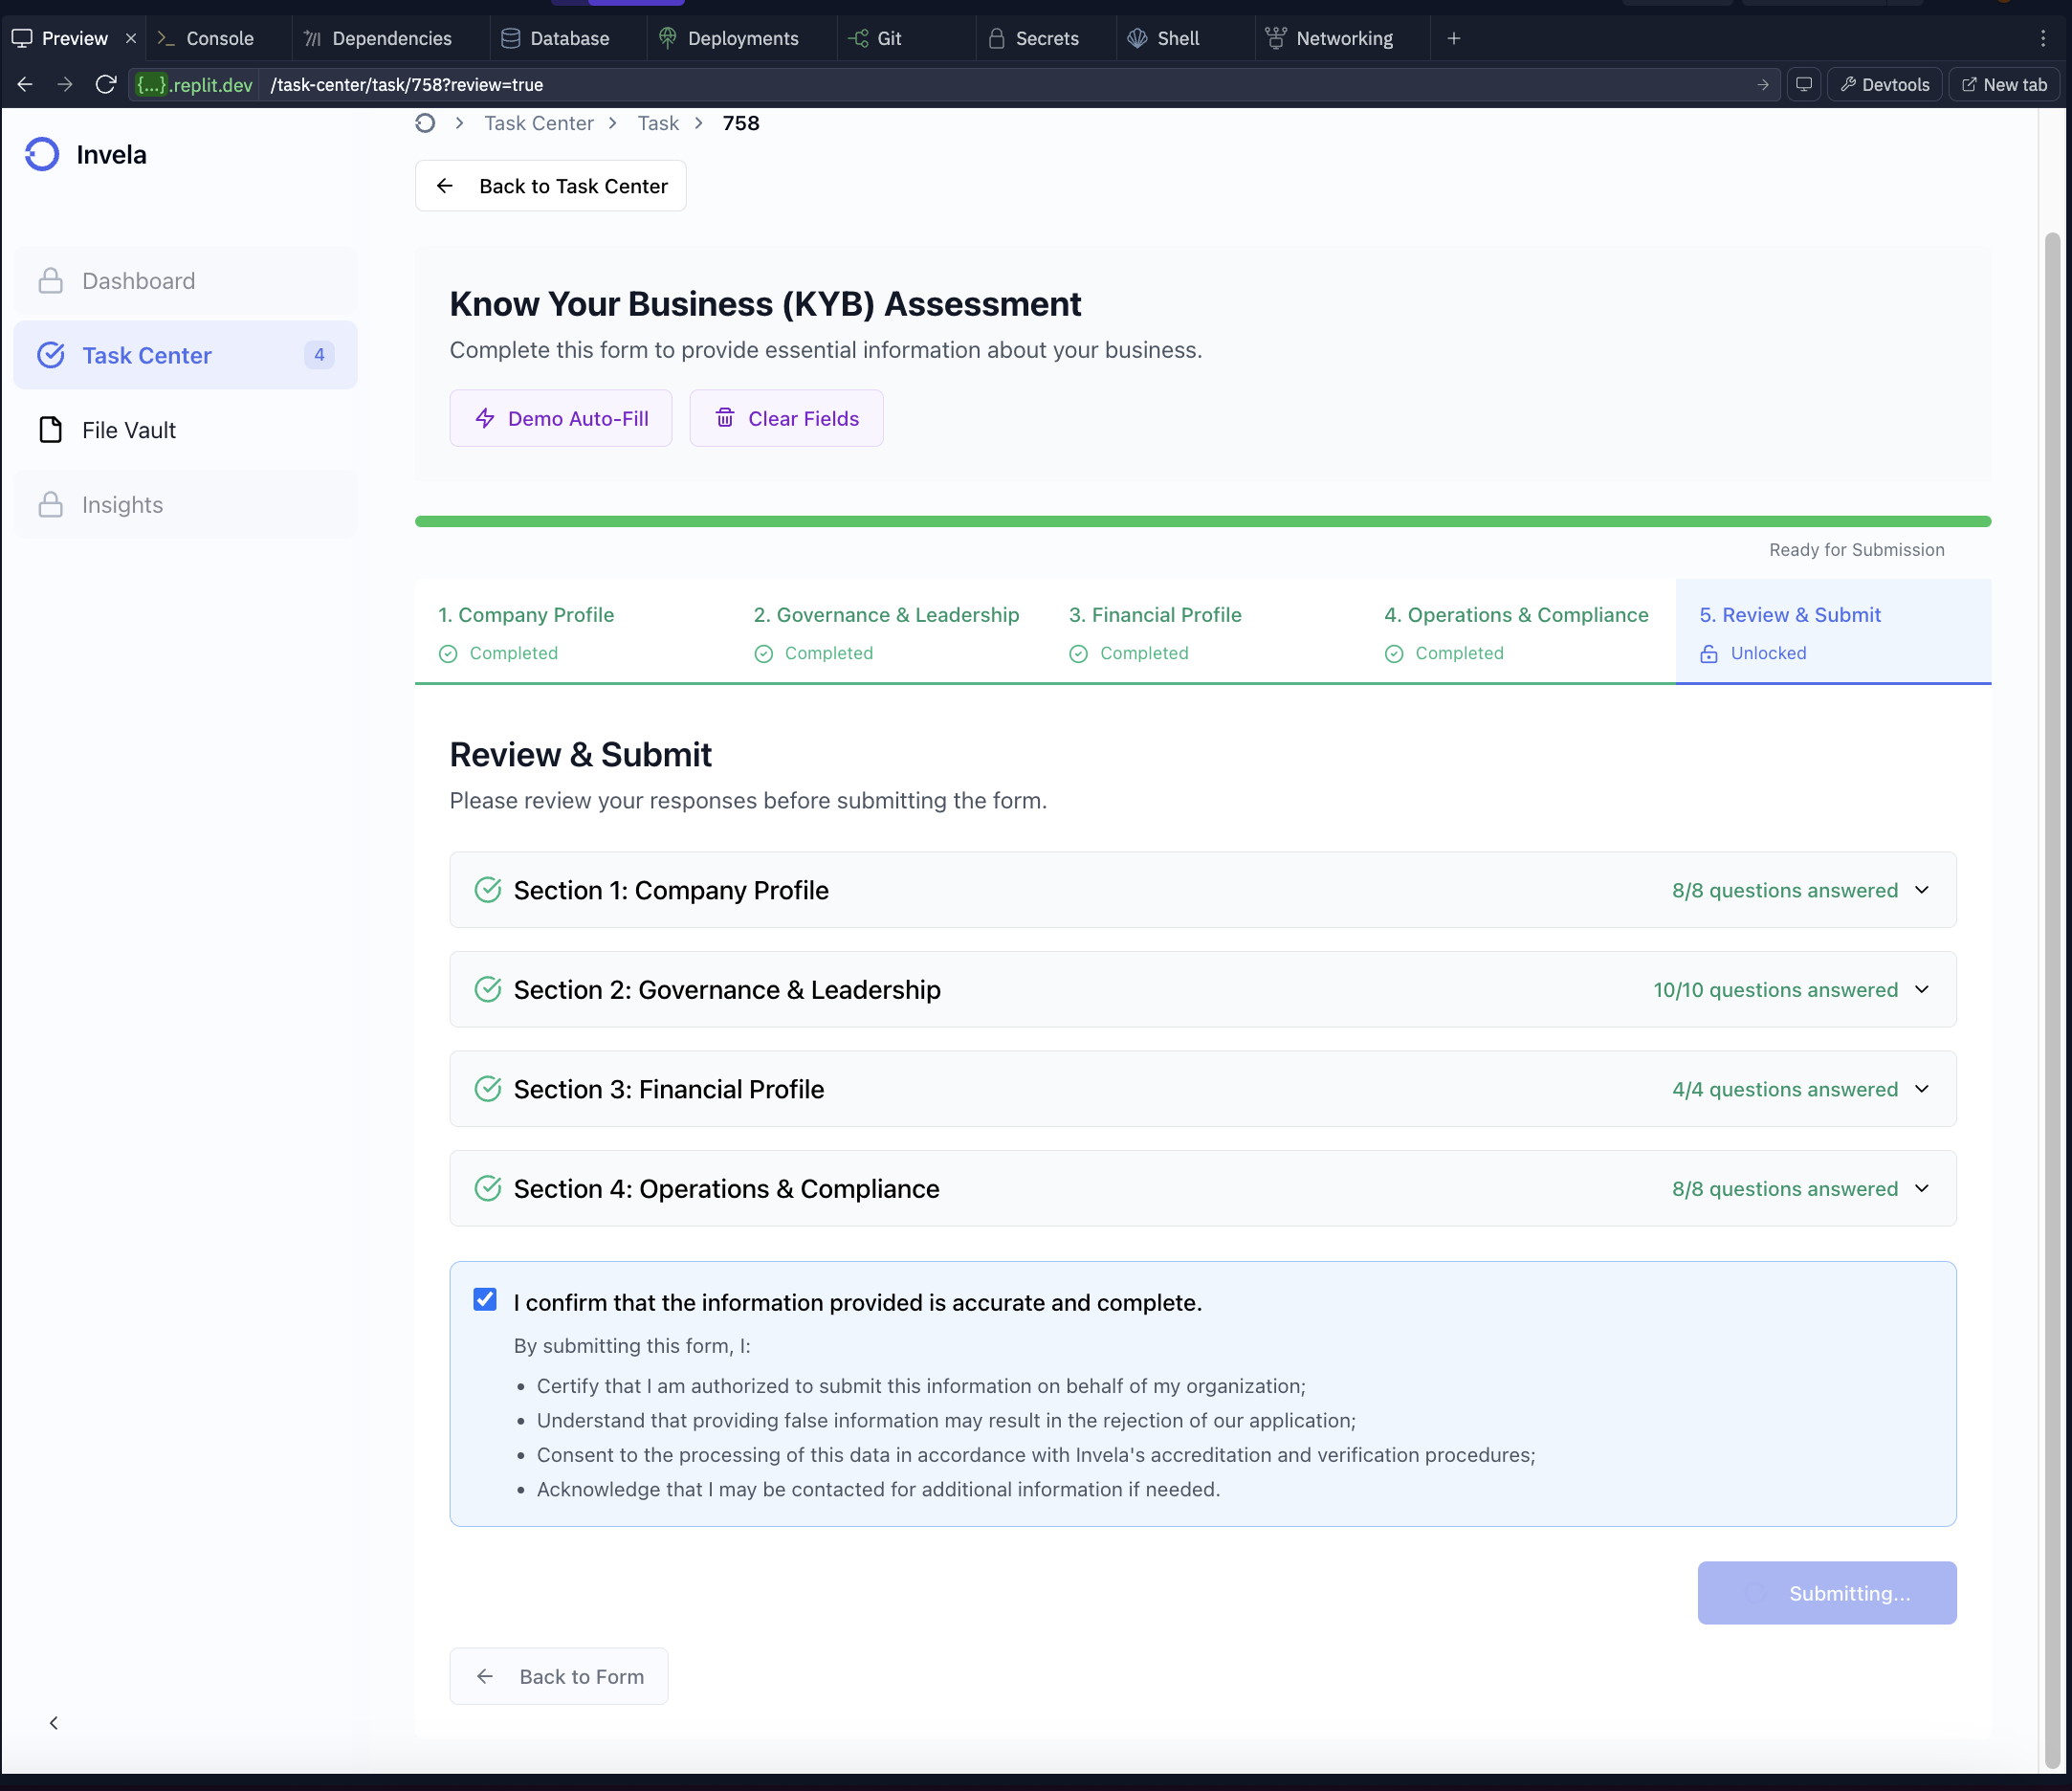 Preview
Console
Dependencies
Database
Deployments
Git
Secrets
Shell
Networking
{...}.replit.dev
/task-center/task/758?review=true
Devtools
New tab
Invela
Dashboard
Task Center
4
File Vault
Insights
Task Center
Task
758
Back to Task Center
Know Your Business (KYB) Assessment
Complete this form to provide essential information about your business.
Demo Auto-Fill
Clear Fields
Ready for Submission
1. Company Profile
Completed
2. Governance & Leadership
Completed
3. Financial Profile
Completed
4. Operations & Compliance
Completed
5. Review & Submit
Unlocked
Review & Submit
Please review your responses before submitting the form.
Section 1: Company Profile
8/8 questions answered
Section 2: Governance & Leadership
10/10 questions answered
Section 3: Financial Profile
4/4 questions answered
Section 4: Operations & Compliance
8/8 questions answered
I confirm that the information provided is accurate and complete.
By submitting this form, I:
• Certify that I am authorized to submit this information on behalf of my organization;
• Understand that providing false information may result in the rejection of our application;
• Consent to the processing of this data in accordance with Invela's accreditation and verification procedures;
• Acknowledge that I may be contacted for additional information if needed.
Submitting...
Back to Form